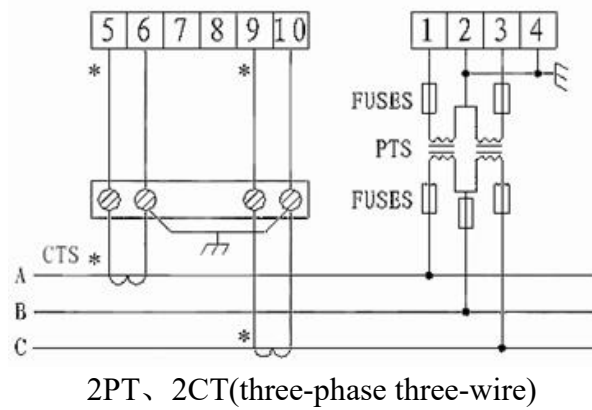 5 6 7 8 9 10
1 2 3 4
* *
FUSES
PTS
FUSES
CTS *
A
B
C *
2PT、2CT(three-phase three-wire)